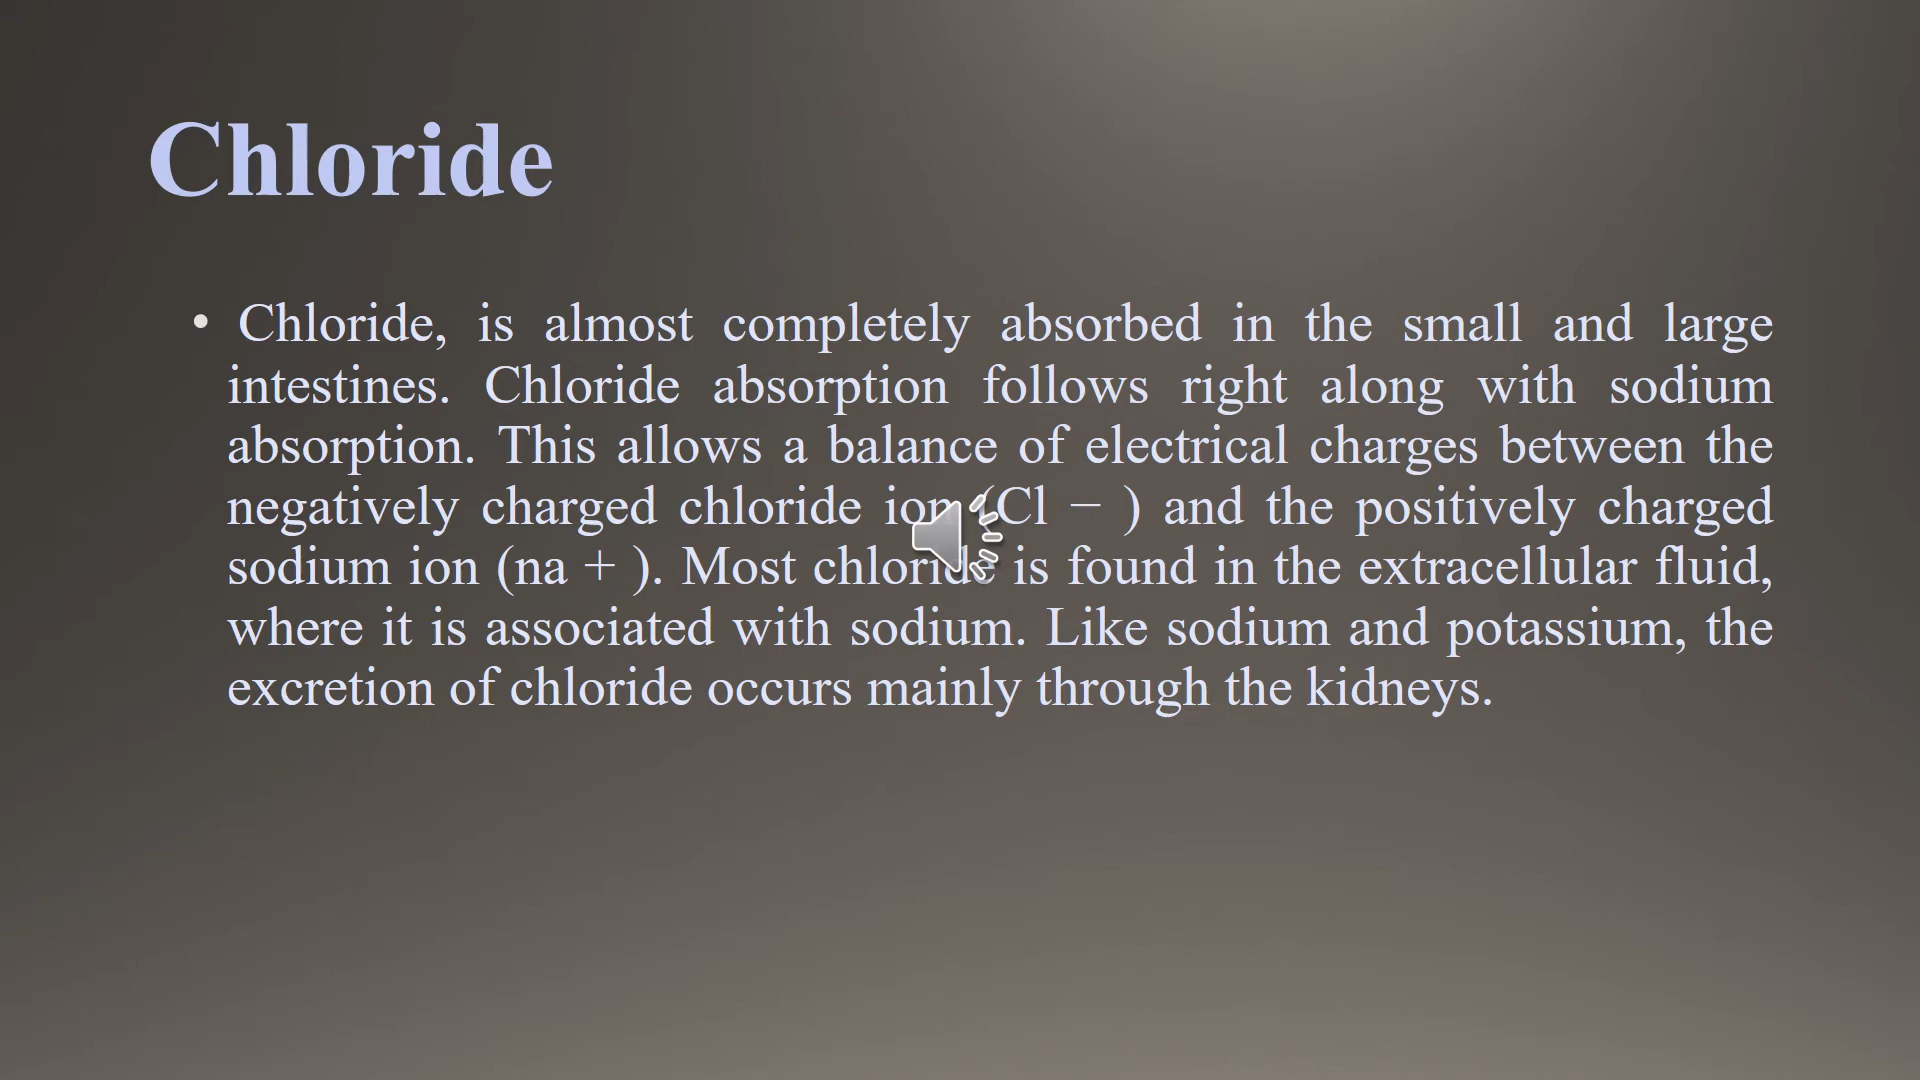 Chloride
• Chloride, is almost completely absorbed in the small and large
intestines. Chloride absorption follows right along with sodium
absorption. This allows a balance of electrical charges between the
negatively charged chloride ion (Cl − ) and the positively charged
sodium ion (na + ). Most chloride is found in the extracellular fluid,
where it is associated with sodium. Like sodium and potassium, the
excretion of chloride occurs mainly through the kidneys.